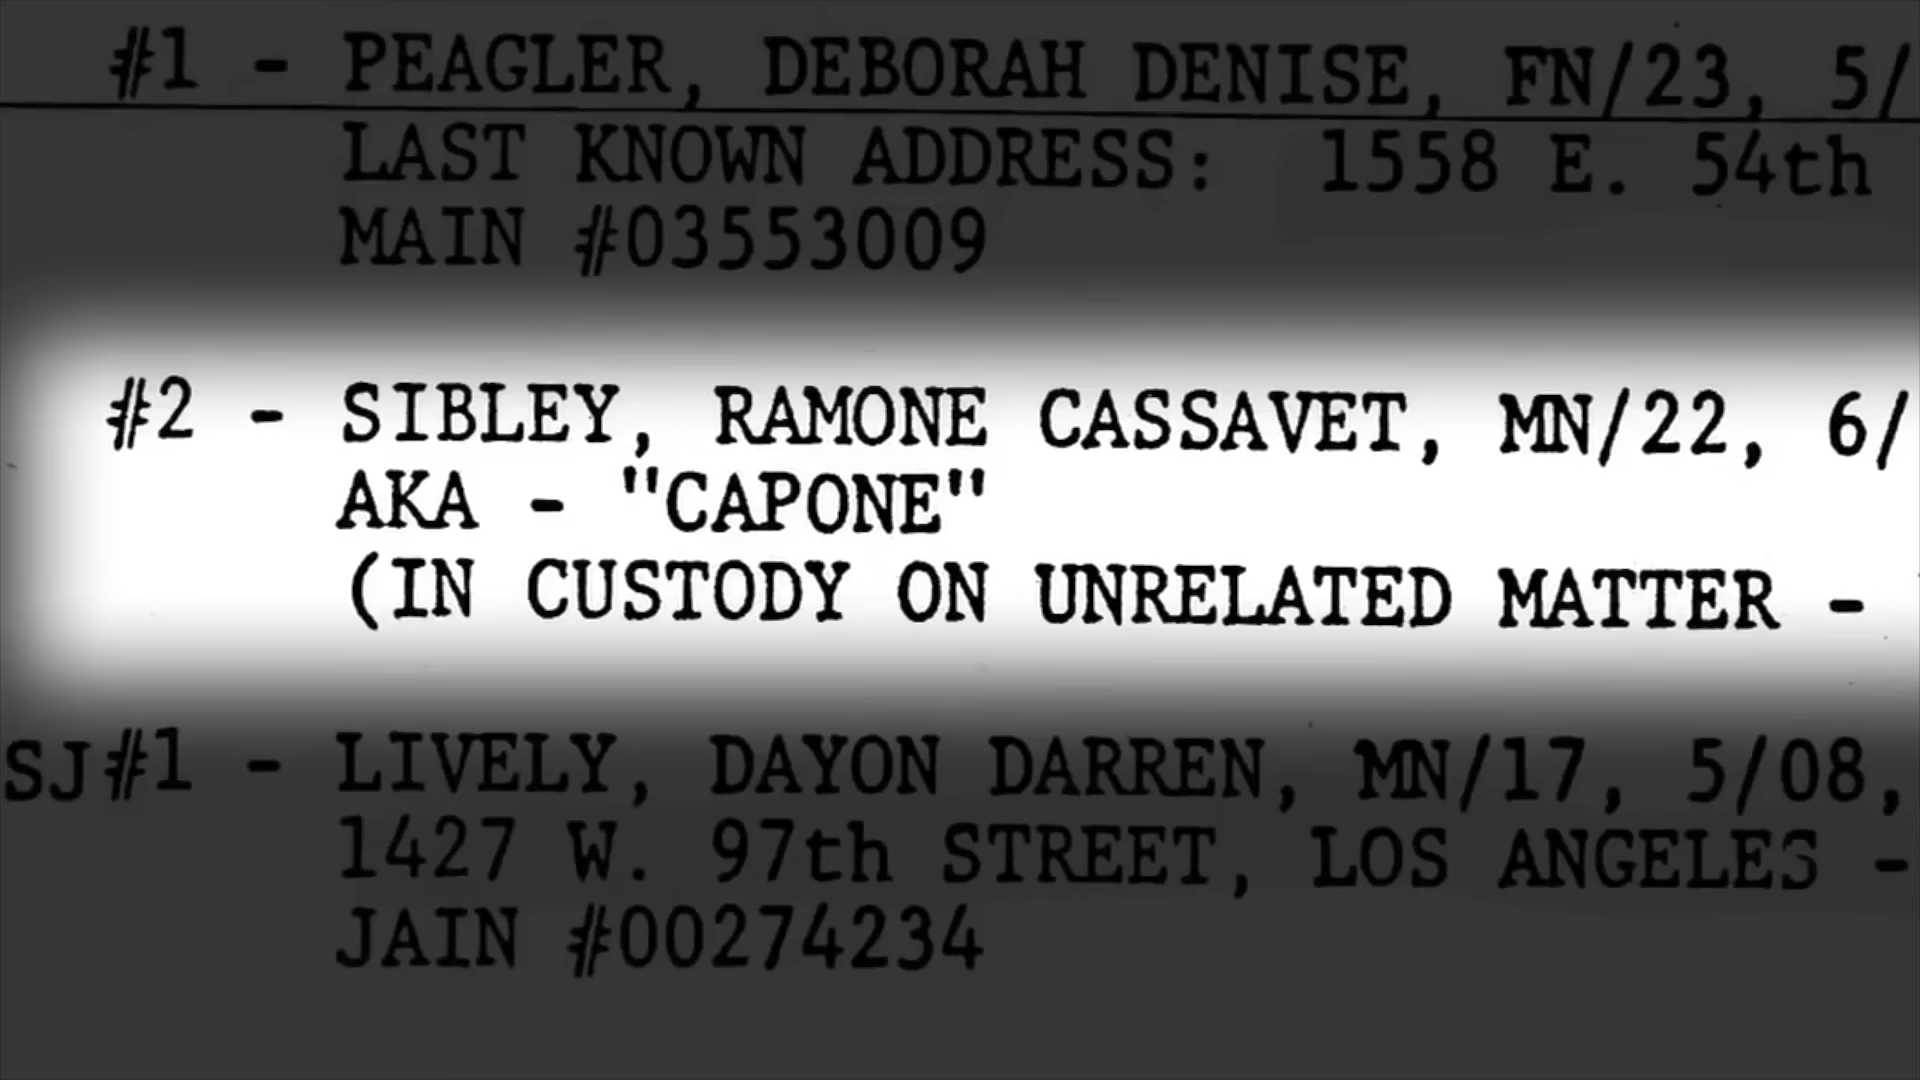 #1 - PEAGLER, DEBORAH DENISE, FN/23, 5/
LAST KNOWN ADDRESS: 1558 E. 54th
MAIN #03553009
#2 - SIBLEY, RAMONE CASSAVET, MN/22, 6/
AKA - "CAPONE"
(IN CUSTODY ON UNRELATED MATTER -
SJ#1 - LIVELY, DAYON DARREN, MN/17, 5/08,
1427 W. 97th STREET, LOS ANGELES -
JAIN #00274234